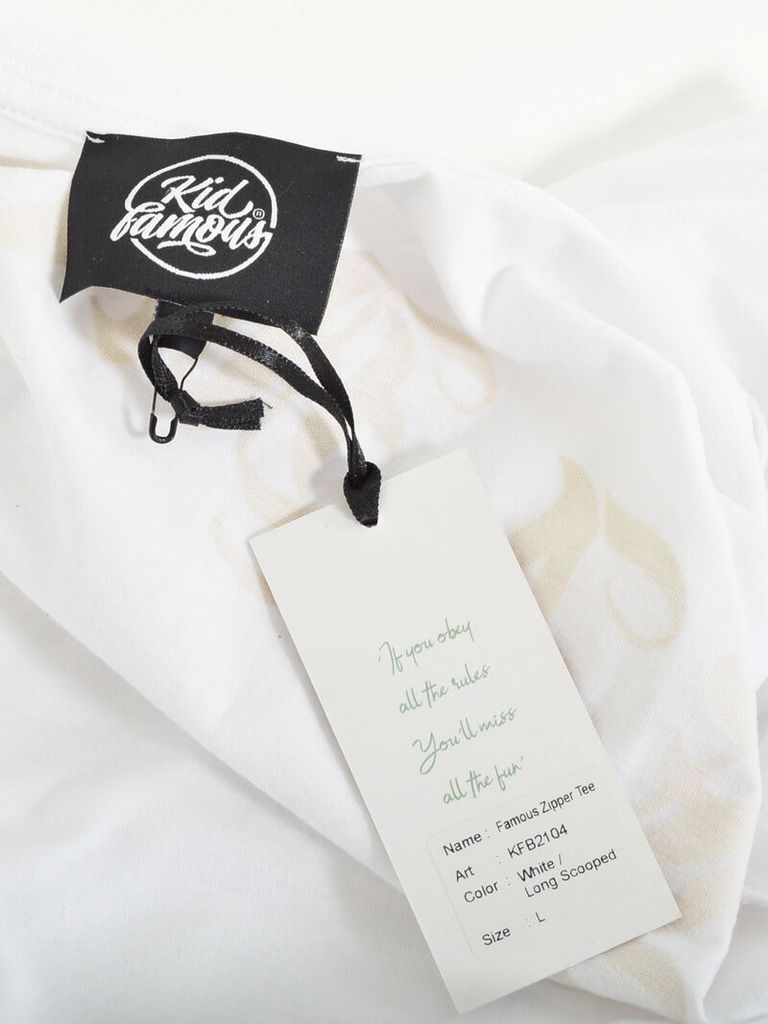 Kid
famous®
If you obey
all the rules
You'll miss
all the fun'
Name : Famous Zipper Tee
Art : KFB2104
Color : White /
Long Scooped
Size : L